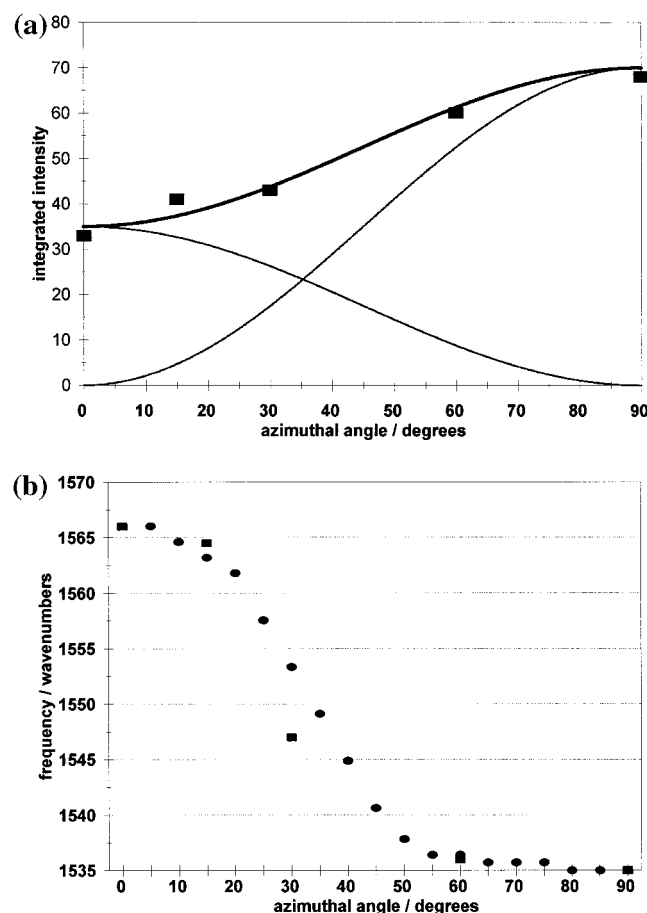 (a)
80
70
60
50
40
30
20
10
0
integrated intensity
0 10 20 30 40 50 60 70 80 90
azimuthal angle / degrees
(b)
1570
1565
1560
1555
1550
1545
1540
1535
frequency / wavenumbers
0 10 20 30 40 50 60 70 80 90
azimuthal angle / degrees